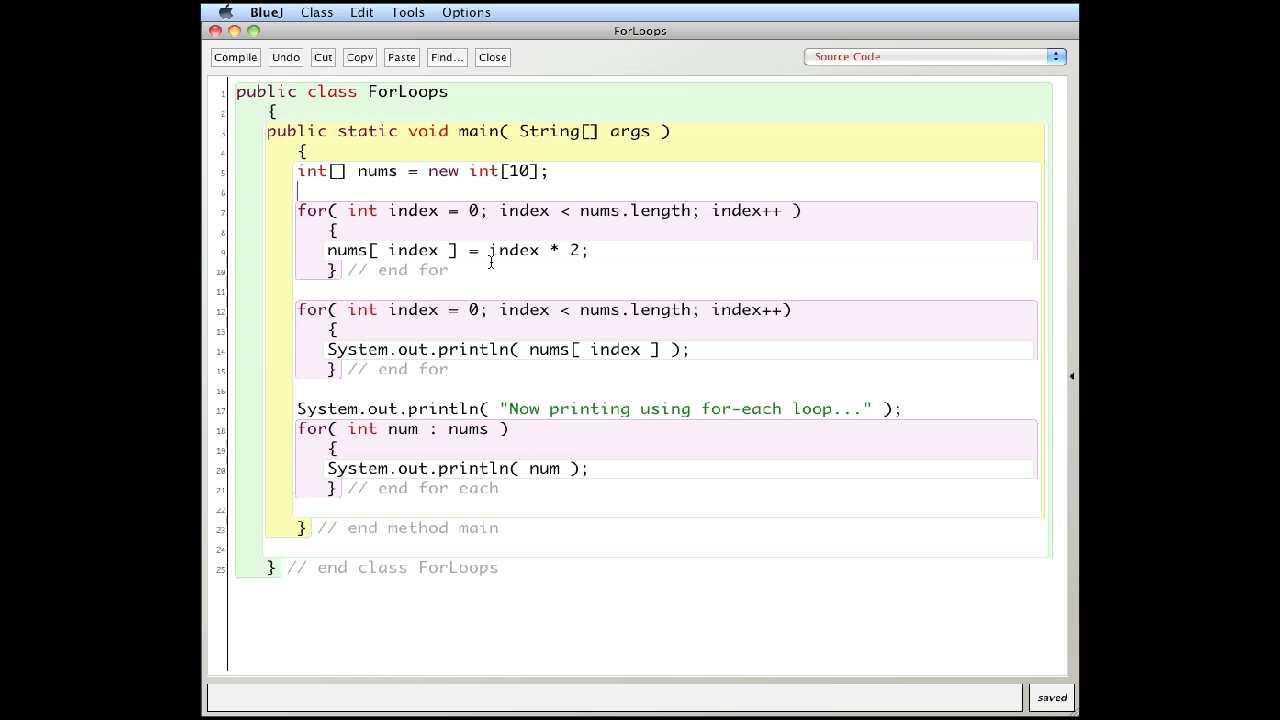 BlueJ Class Edit Tools Options
ForLoops
Compile Undo Cut Copy Paste Find... Close Source Code
1 public class ForLoops
2 {
3 public static void main( String[] args )
4 {
5 int[] nums = new int[10];
6
7 for( int index = 0; index < nums.length; index++ )
8 {
9 nums[ index ] = index * 2;
10 } // end for
11
12 for( int index = 0; index < nums.length; index++)
13 {
14 System.out.println( nums[ index ] );
15 } // end for
16
17 System.out.println( "Now printing using for-each loop..." );
18 for( int num : nums )
19 {
20 System.out.println( num );
21 } // end for each
22
23 } // end method main
24
25 } // end class ForLoops
saved